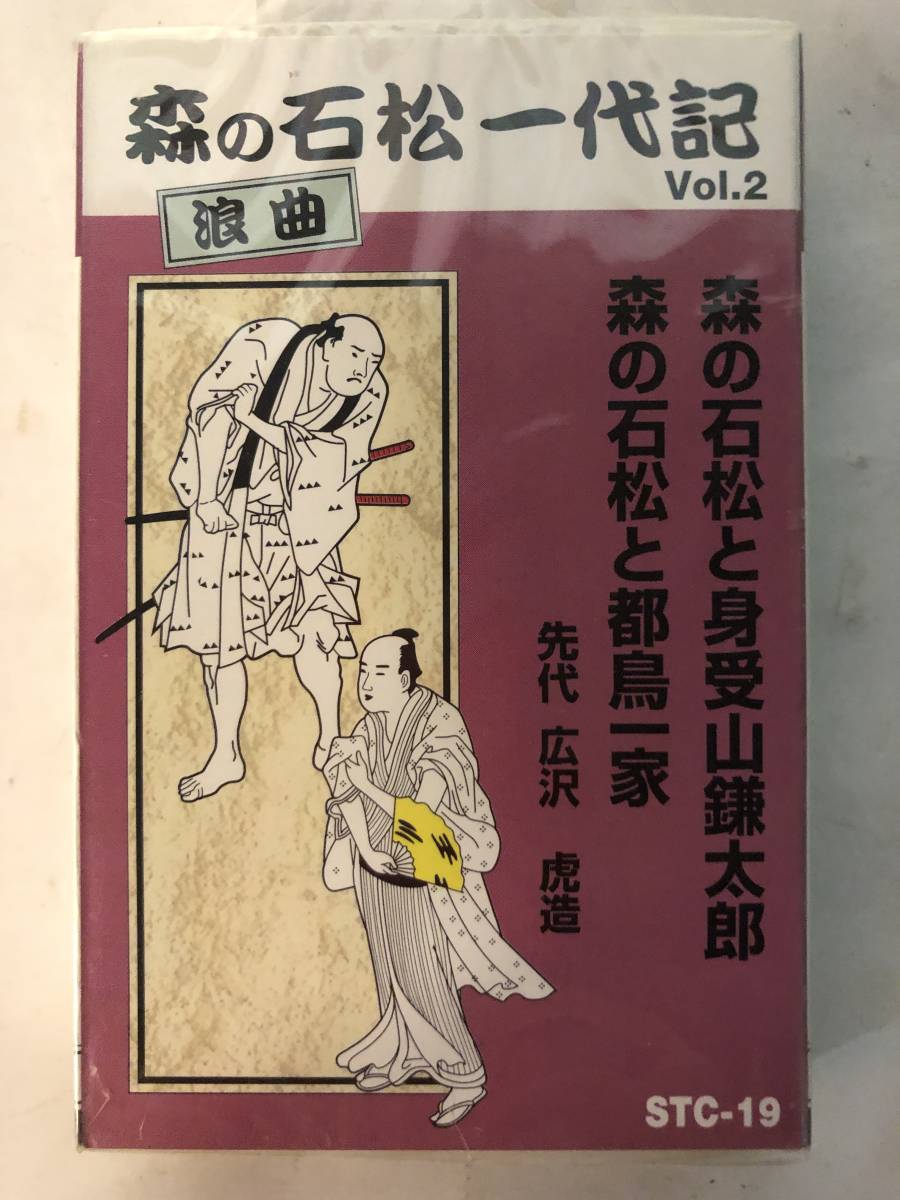 森の石松一代記
Vol.2
浪曲
森の石松と身受山鎌太郎
森の石松と都鳥一家
先代 広沢 虎造
STC-19